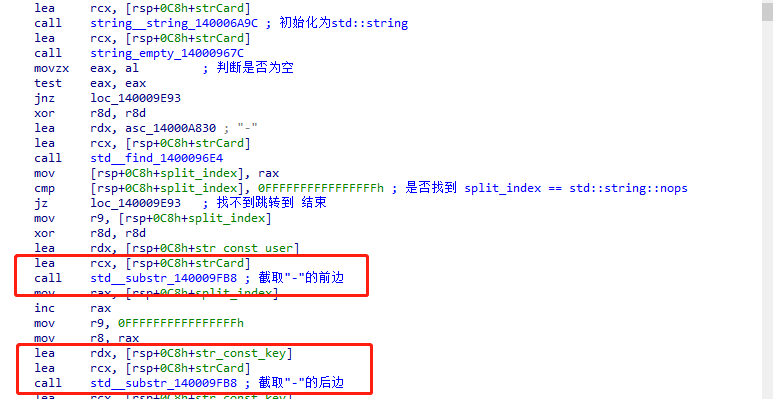 lea rcx, [rsp+0C8h+strCard]
call string__string_140006A9C ; 初始化为std::string
lea rcx, [rsp+0C8h+strCard]
call string_empty_14000967C
movzx eax, al ; 判断是否为空
test eax, eax
jnz loc_140009E93
xor r8d, r8d
lea rdx, asc_14000A830 ; "-"
lea rcx, [rsp+0C8h+strCard]
call std__find_1400096E4
mov [rsp+0C8h+split_index], rax
cmp [rsp+0C8h+split_index], 0FFFFFFFFFFFFFFFFh ; 是否找到 split_index == std::string::nops
jz loc_140009E93 ; 找不到跳转到 结束
mov r9, [rsp+0C8h+split_index]
xor r8d, r8d
lea rdx, [rsp+0C8h+str_const_user]
lea rcx, [rsp+0C8h+strCard]
call std__substr_140009FB8 ; 截取"-"的前边
mov rax, [rsp+0C8h+split_index]
inc rax
mov r9, 0FFFFFFFFFFFFFFFFh
mov r8, rax
lea rdx, [rsp+0C8h+str_const_key]
lea rcx, [rsp+0C8h+strCard]
call std__substr_140009FB8 ; 截取"-"的后边
lea rcx, [rsp+0C8h+str_const_key]